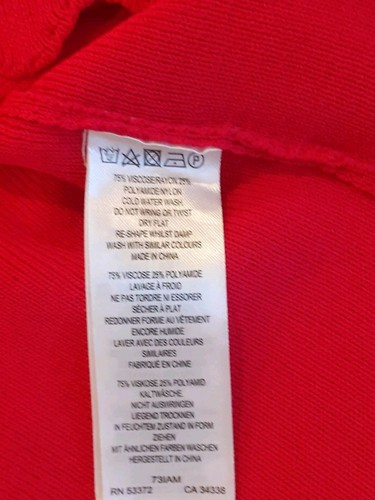 P
75% VISCOSE/RAYON 25%
POLYAMIDE/NYLON
COLD WATER WASH
DO NOT WRING OR TWIST
DRY FLAT
RE-SHAPE WHILST DAMP
WASH WITH SIMILAR COLOURS
MADE IN CHINA
75% VISCOSE 25% POLYAMIDE
LAVAGE À FROID
NE PAS TORDRE NI ESSORER
SÉCHER À PLAT
REDONNER FORME AU VÊTEMENT
ENCORE HUMIDE
LAVER AVEC DES COULEURS
SIMILAIRES
FABRIQUÉ EN CHINE
75% VISKOSE 25% POLYAMID
KALTWÄSCHE.
NICHT AUSWRINGEN
LIEGEND TROCKNEN
IN FEUCHTEM ZUSTAND IN FORM
ZIEHEN
MIT ÄHNLICHEN FARBEN WASCHEN
HERGESTELLT IN CHINA
73IAM
RN 53372 CA 34338